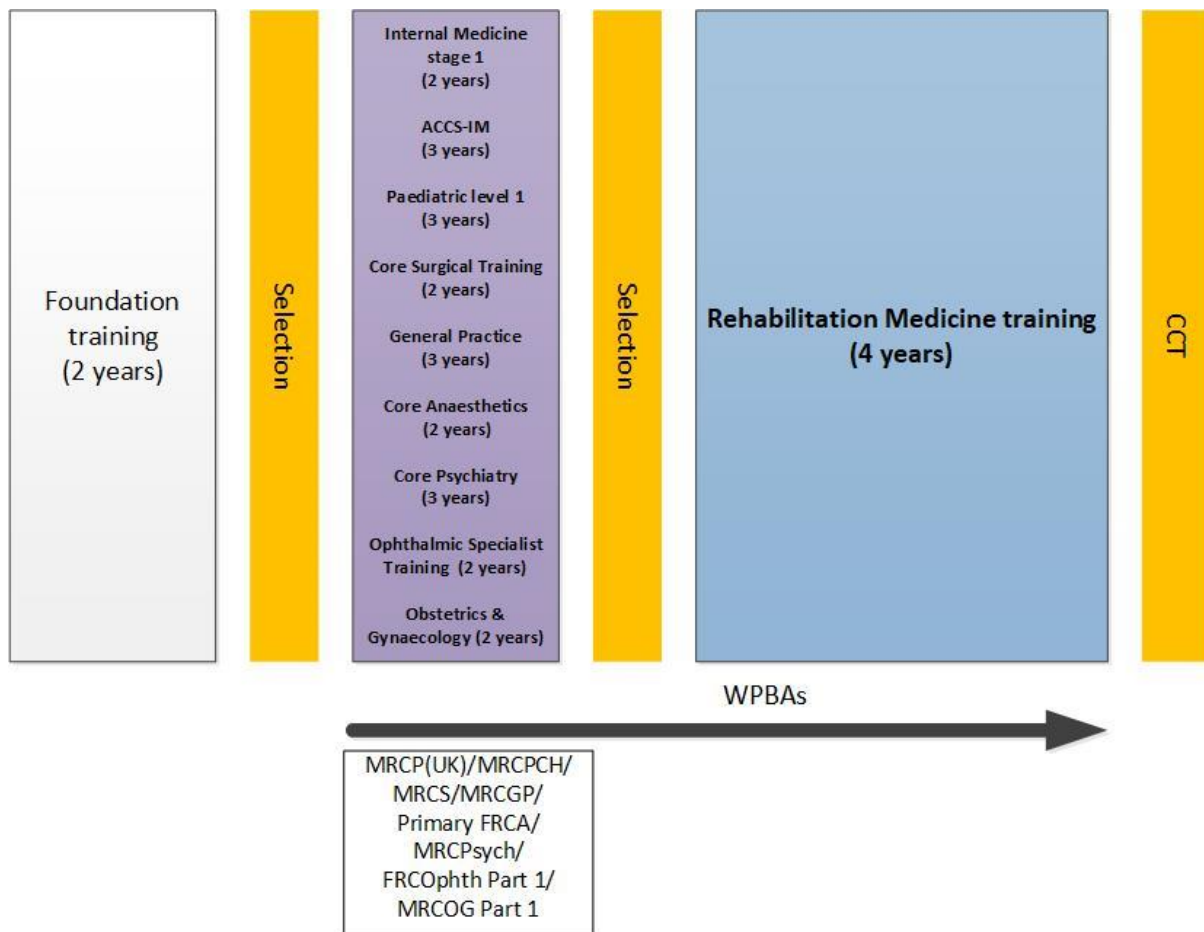 Foundation
training
(2 years)
Selection
Internal Medicine
stage 1
(2 years)
ACCS-IM
(3 years)
Paediatric level 1
(3 years)
Core Surgical Training
(2 years)
General Practice
(3 years)
Core Anaesthetics
(2 years)
Core Psychiatry
(3 years)
Ophthalmic Specialist
Training (2 years)
Obstetrics &
Gynaecology (2 years)
Selection
Rehabilitation Medicine training
(4 years)
CCT
WPBAs
MRCP(UK)/MRCPCH/
MRCS/MRCGP/
Primary FRCA/
MRCPsych/
FRCOphth Part 1/
MRCOG Part 1